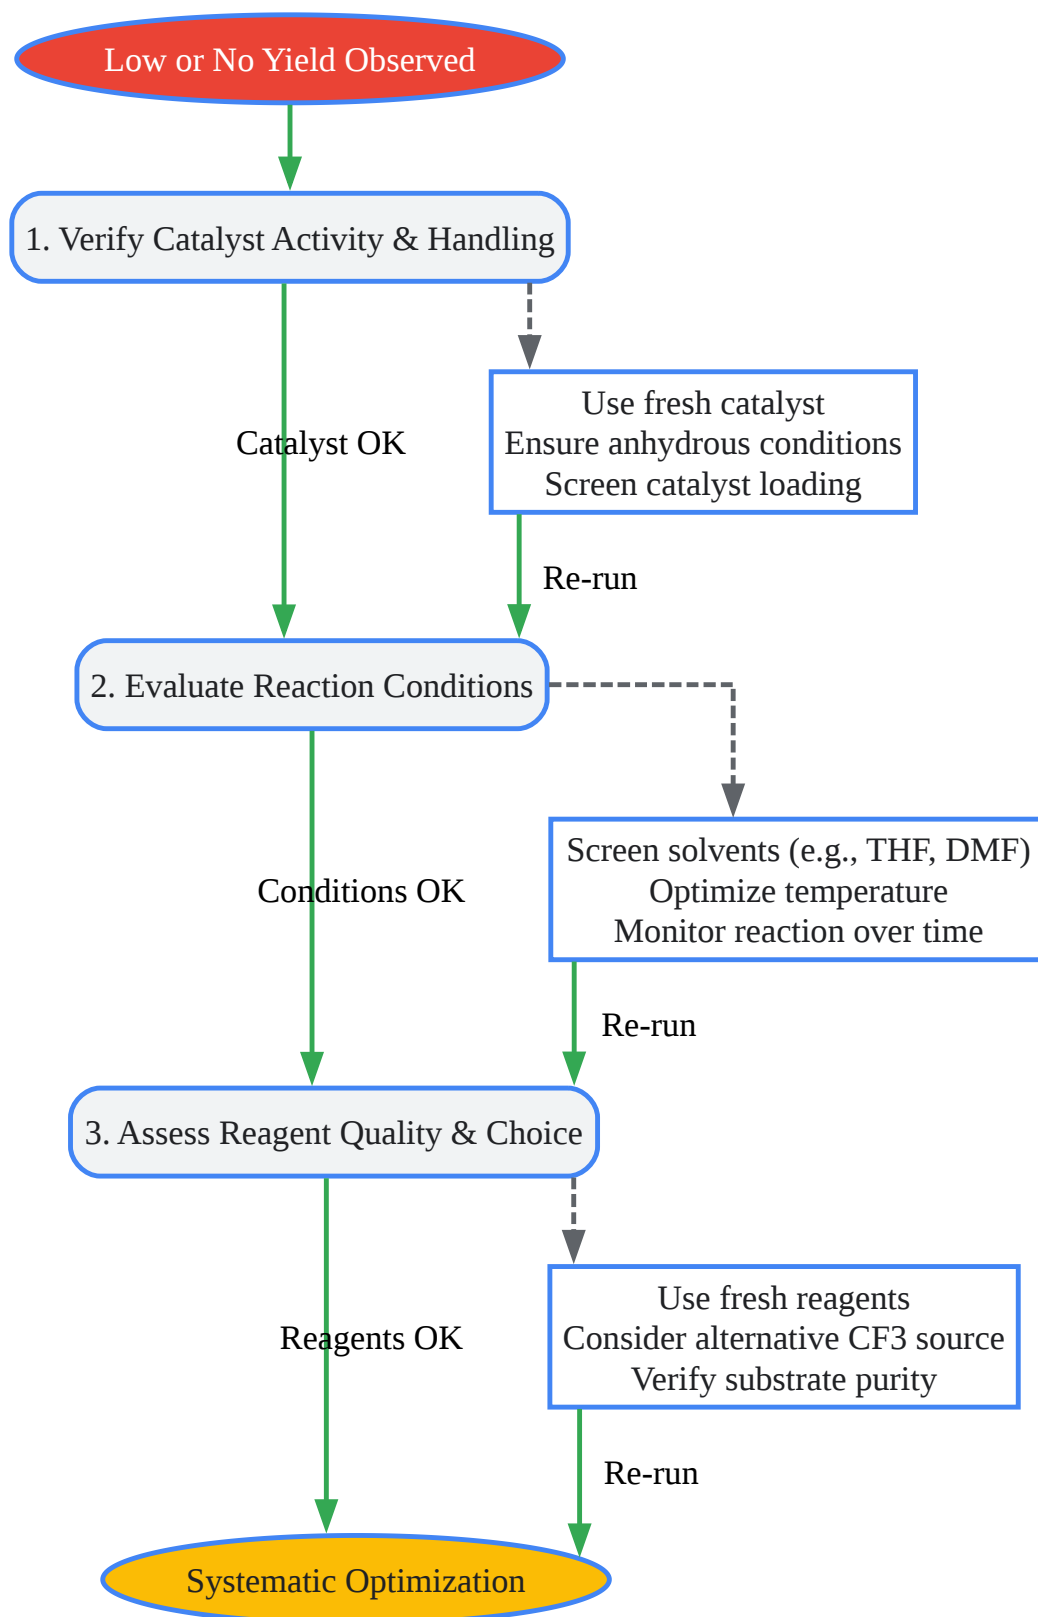 Low or No Yield Observed
1. Verify Catalyst Activity & Handling
Use fresh catalyst
Ensure anhydrous conditions
Screen catalyst loading
Catalyst OK
Re-run
2. Evaluate Reaction Conditions
Screen solvents (e.g., THF, DMF)
Optimize temperature
Monitor reaction over time
Conditions OK
Re-run
3. Assess Reagent Quality & Choice
Use fresh reagents
Consider alternative CF3 source
Verify substrate purity
Reagents OK
Re-run
Systematic Optimization